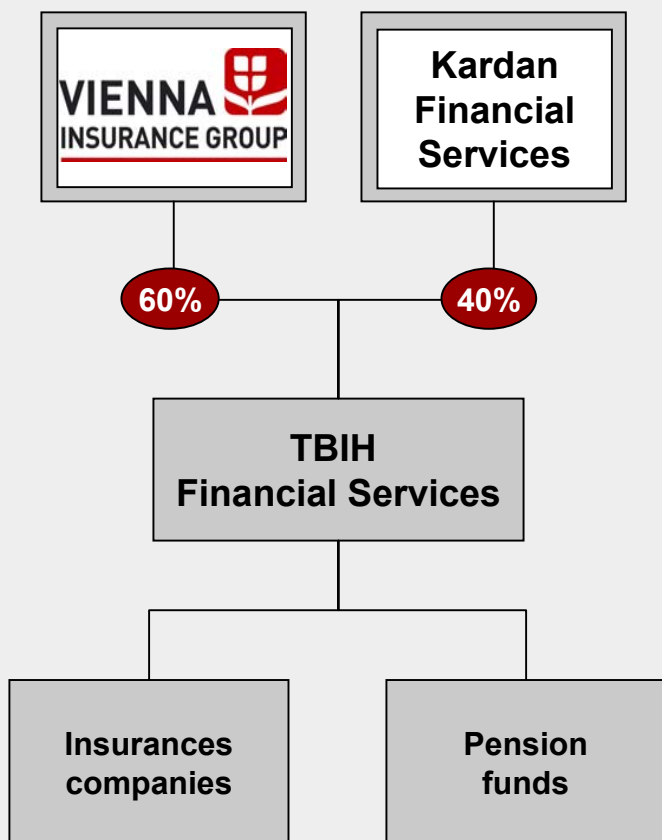 VIENNA
INSURANCE GROUP
Kardan
Financial
Services
60%
40%
TBIH
Financial Services
Insurances
companies
Pension
funds